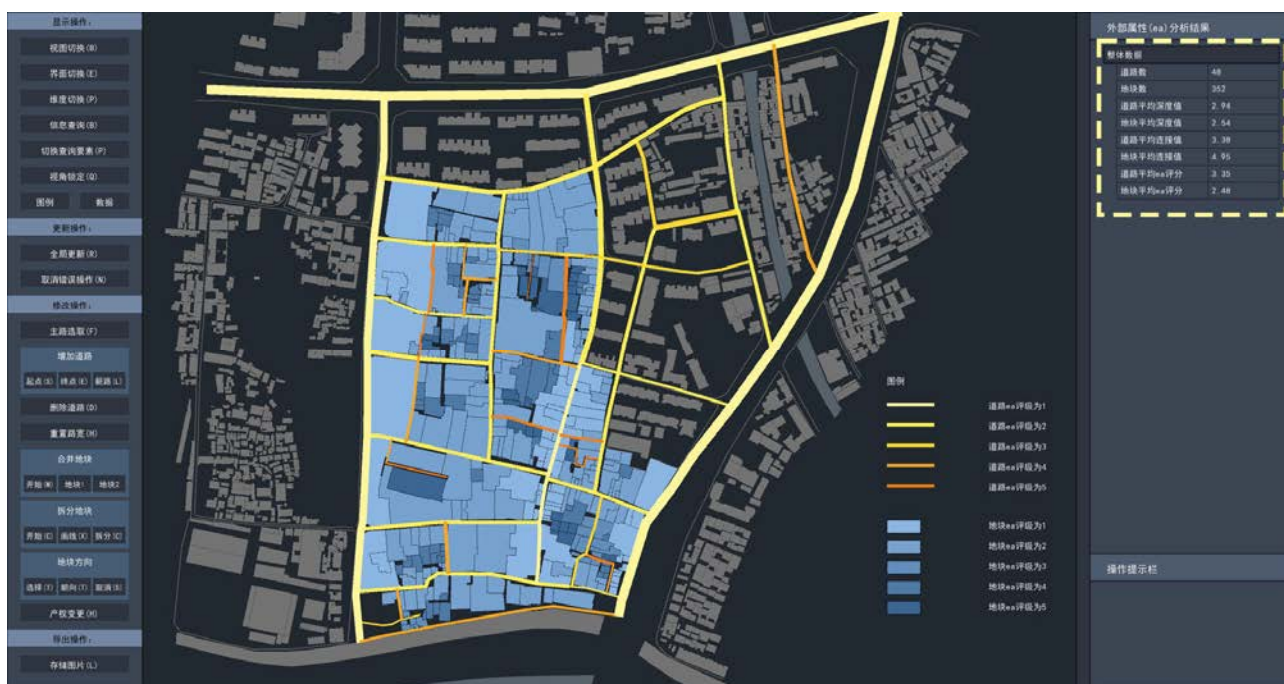 显示操作:
视图切换(B)
界面切换(E)
维度切换(P)
信息查询(B)
切换查询要素(P)
视角锁定(Q)
图例 数据
更新操作:
全局更新(R)
取消错误操作(N)
修改操作:
主路选取(F)
增加道路
起点(S) 终点(E) 新路(L)
删除道路(D)
重置路宽(M)
合并地块
开始(W) 地块1 地块2
拆分地块
开始(C) 画线(X) 拆分(C)
地块方向
选择(Y) 朝向(T) 取消(S)
产权变更(H)
导出操作:
存储图片(L)
图例
道路ea评级为1
道路ea评级为2
道路ea评级为3
道路ea评级为4
道路ea评级为5
地块ea评级为1
地块ea评级为2
地块ea评级为3
地块ea评级为4
地块ea评级为5
外部属性(ea)分析结果
整体数据
道路数 40
地块数 352
道路平均深度值 2.94
地块平均深度值 2.54
道路平均连接值 3.30
地块平均连接值 4.95
道路平均ea评分 3.35
地块平均ea评分 2.40
操作提示栏